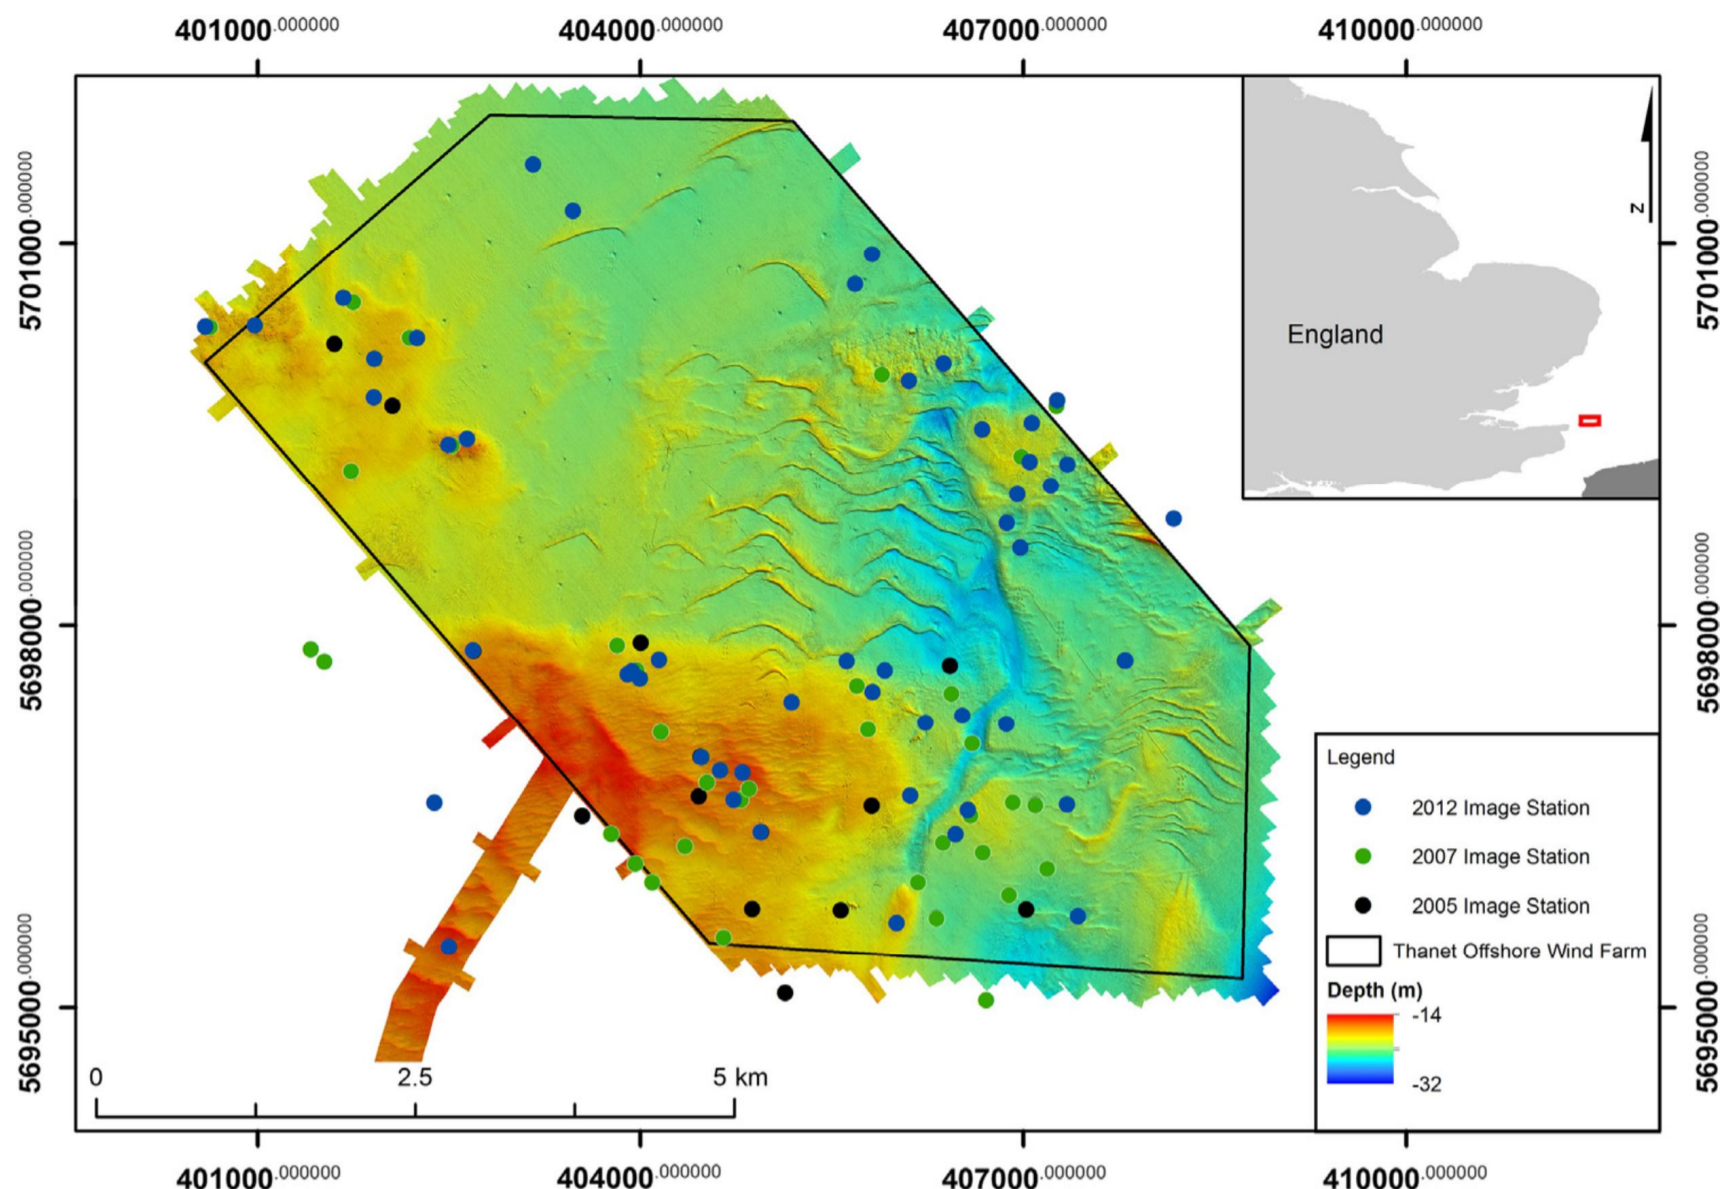 401000.000000 404000.000000 407000.000000 410000.000000
5701000.000000
5698000.000000
5695000.000000
N
England
5701000.000000
5698000.000000
5695000.000000
Legend
2012 Image Station
2007 Image Station
2005 Image Station
Thanet Offshore Wind Farm
Depth (m)
-14
-32
0 2.5 5 km
401000.000000 404000.000000 407000.000000 410000.000000